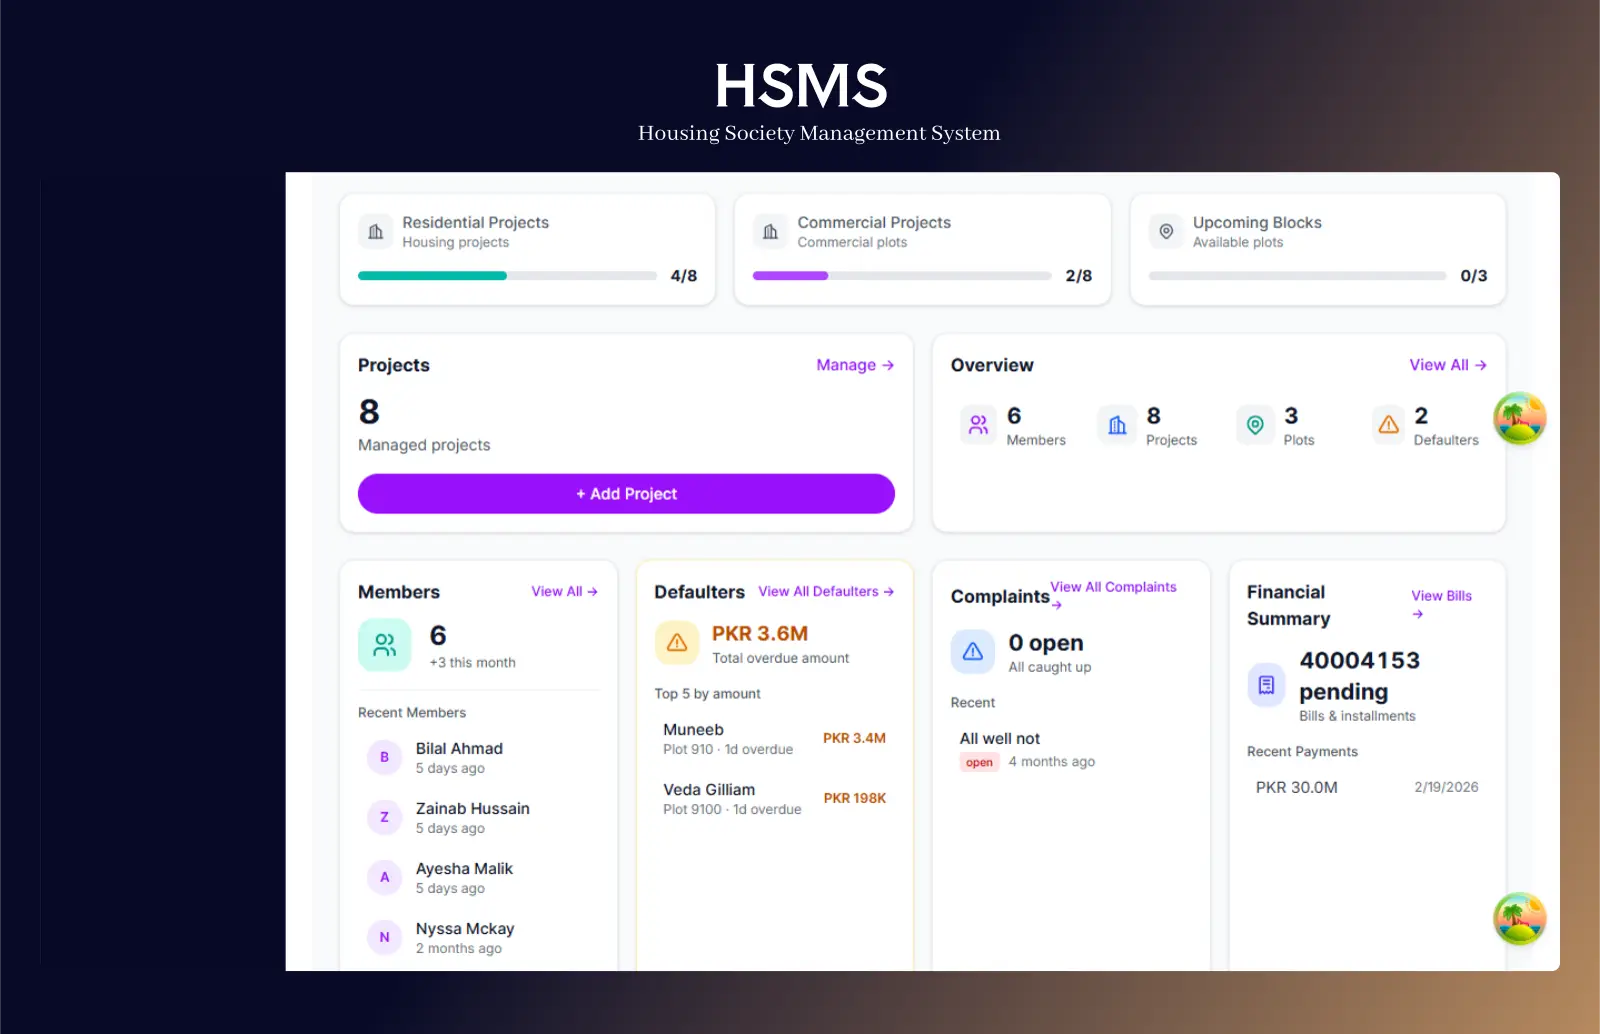 HSMS
Housing Society Management System
Residential Projects
Housing projects
4/8
Commercial Projects
Commercial plots
2/8
Upcoming Blocks
Available plots
0/3
Projects
Manage →
8
Managed projects
+ Add Project
Overview
View All →
6
Members
8
Projects
3
Plots
2
Defaulters
Members
View All →
6
+3 this month
Recent Members
B
Bilal Ahmad
5 days ago
Z
Zainab Hussain
5 days ago
A
Ayesha Malik
5 days ago
N
Nyssa Mckay
2 months ago
Defaulters
View All Defaulters →
PKR 3.6M
Total overdue amount
Top 5 by amount
Muneeb
Plot 910 · 1d overdue
PKR 3.4M
Veda Gilliam
Plot 9100 · 1d overdue
PKR 198K
Complaints
View All Complaints
→
0 open
All caught up
Recent
All well not
open
4 months ago
Financial
Summary
View Bills
→
40004153
pending
Bills & installments
Recent Payments
PKR 30.0M
2/19/2026